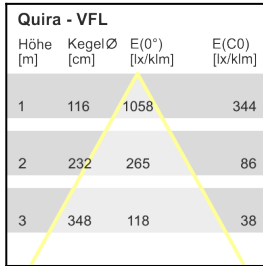 Quira - VFL
Höhe KegelØ E(0°) E(C0)
[m] [cm] [lx/klm] [lx/klm]
1 116 1058 344
2 232 265 86
3 348 118 38